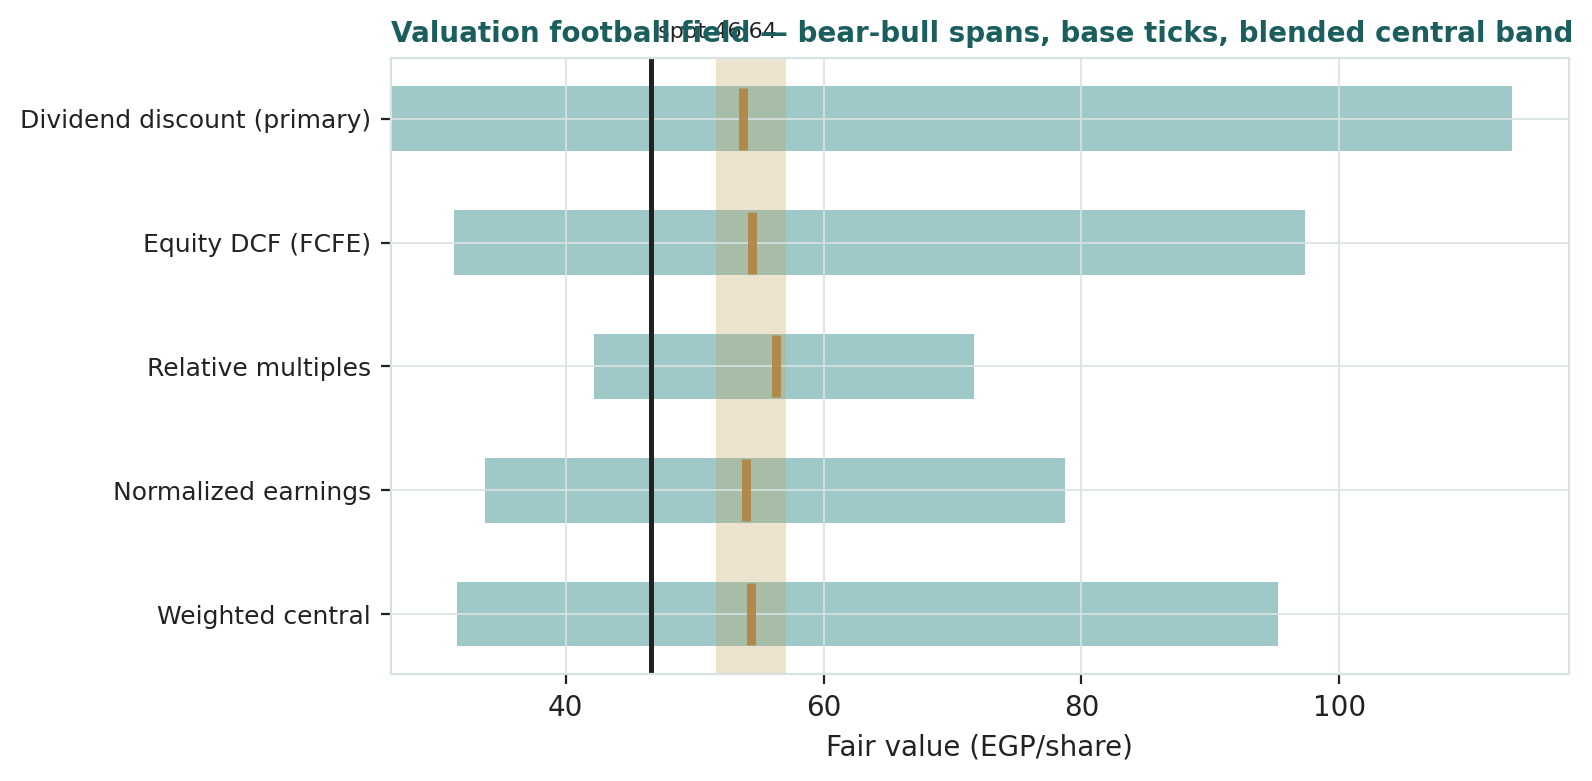 Valuation football field — bear-bull spans, base ticks, blended central band
spot 46.64
Dividend discount (primary)
Equity DCF (FCFE)
Relative multiples
Normalized earnings
Weighted central
40 60 80 100
Fair value (EGP/share)